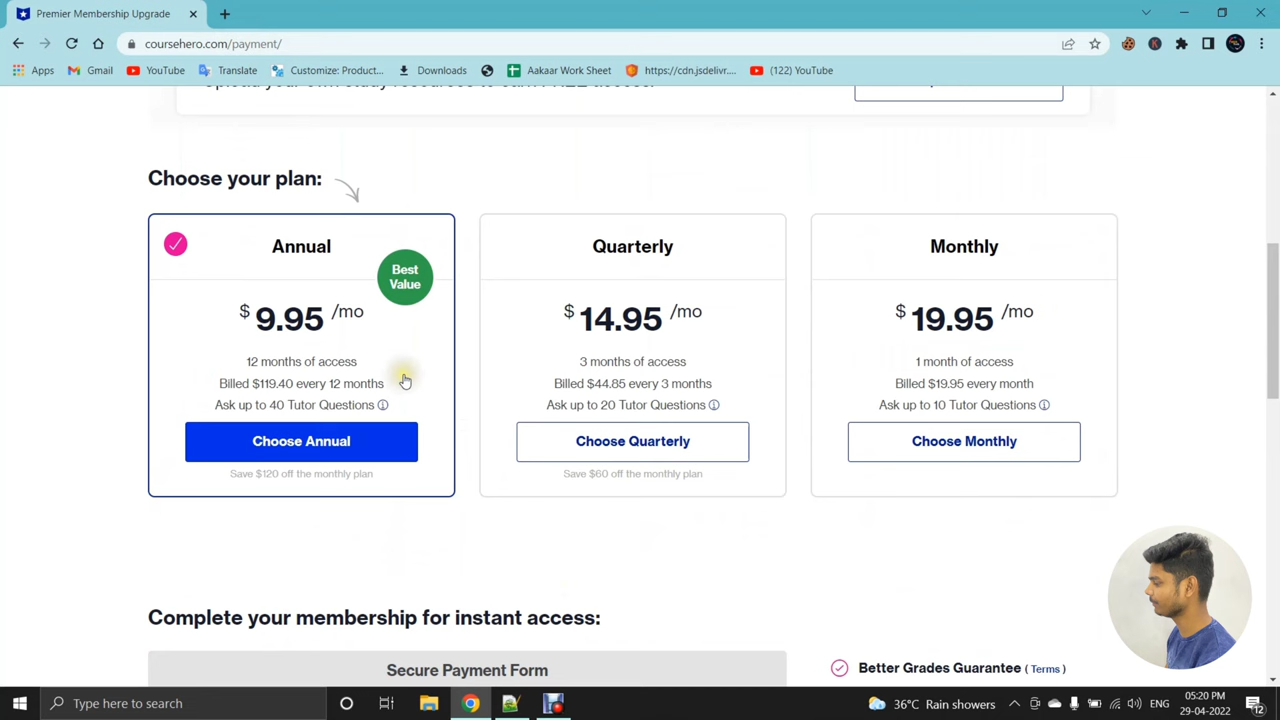 Premier Membership Upgrade
coursehero.com/payment/
Apps
Gmail
YouTube
Translate
Customize: Product...
Downloads
Aakaar Work Sheet
https://cdn.jsdelivr....
(122) YouTube
Choose your plan:
Annual
Best
Value
$ 9.95 /mo
12 months of access
Billed $119.40 every 12 months
Ask up to 40 Tutor Questions
Choose Annual
Save $120 off the monthly plan
Quarterly
$ 14.95 /mo
3 months of access
Billed $44.85 every 3 months
Ask up to 20 Tutor Questions
Choose Quarterly
Save $60 off the monthly plan
Monthly
$ 19.95 /mo
1 month of access
Billed $19.95 every month
Ask up to 10 Tutor Questions
Choose Monthly
Complete your membership for instant access:
Secure Payment Form
Better Grades Guarantee ( Terms )
Type here to search
36°C Rain showers
ENG
05:20 PM
29-04-2022
12